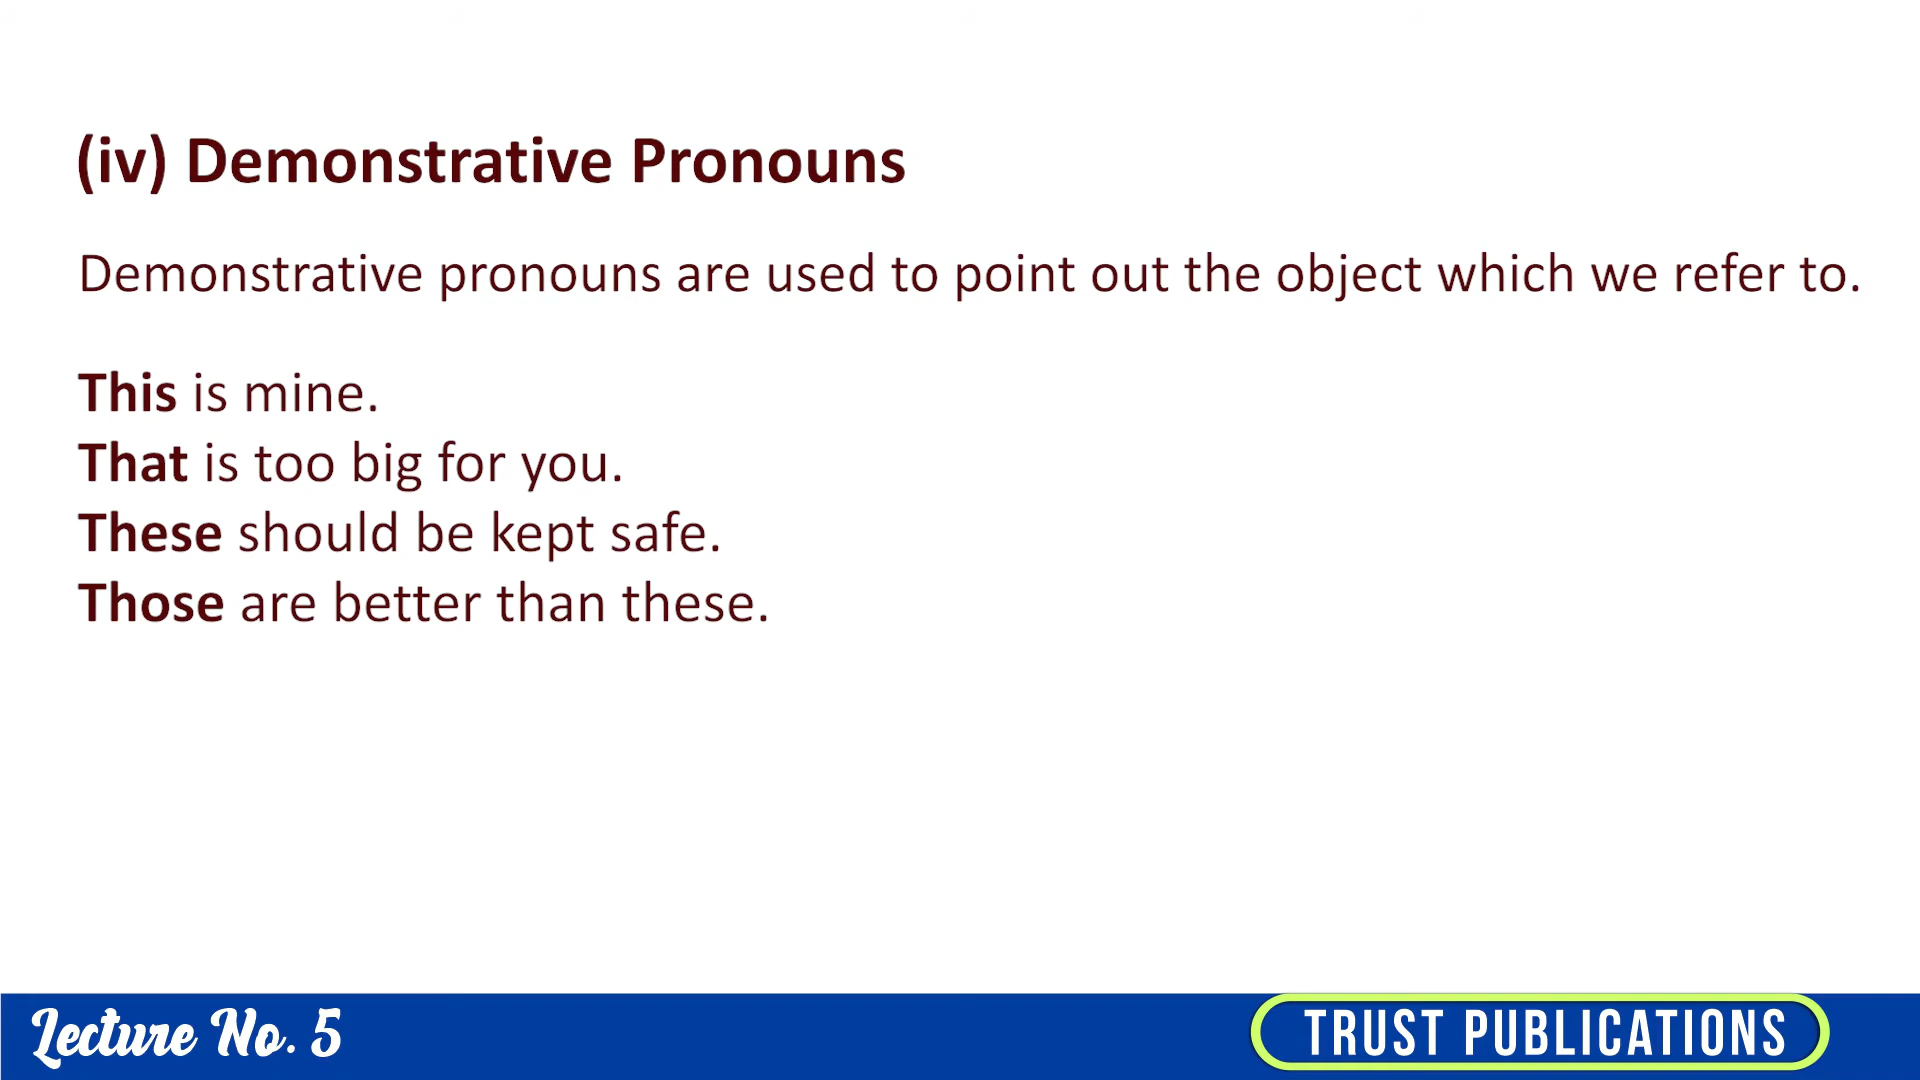 (iv) Demonstrative Pronouns
Demonstrative pronouns are used to point out the object which we refer to.
This is mine.
That is too big for you.
These should be kept safe.
Those are better than these.
Lecture No. 5
TRUST PUBLICATIONS